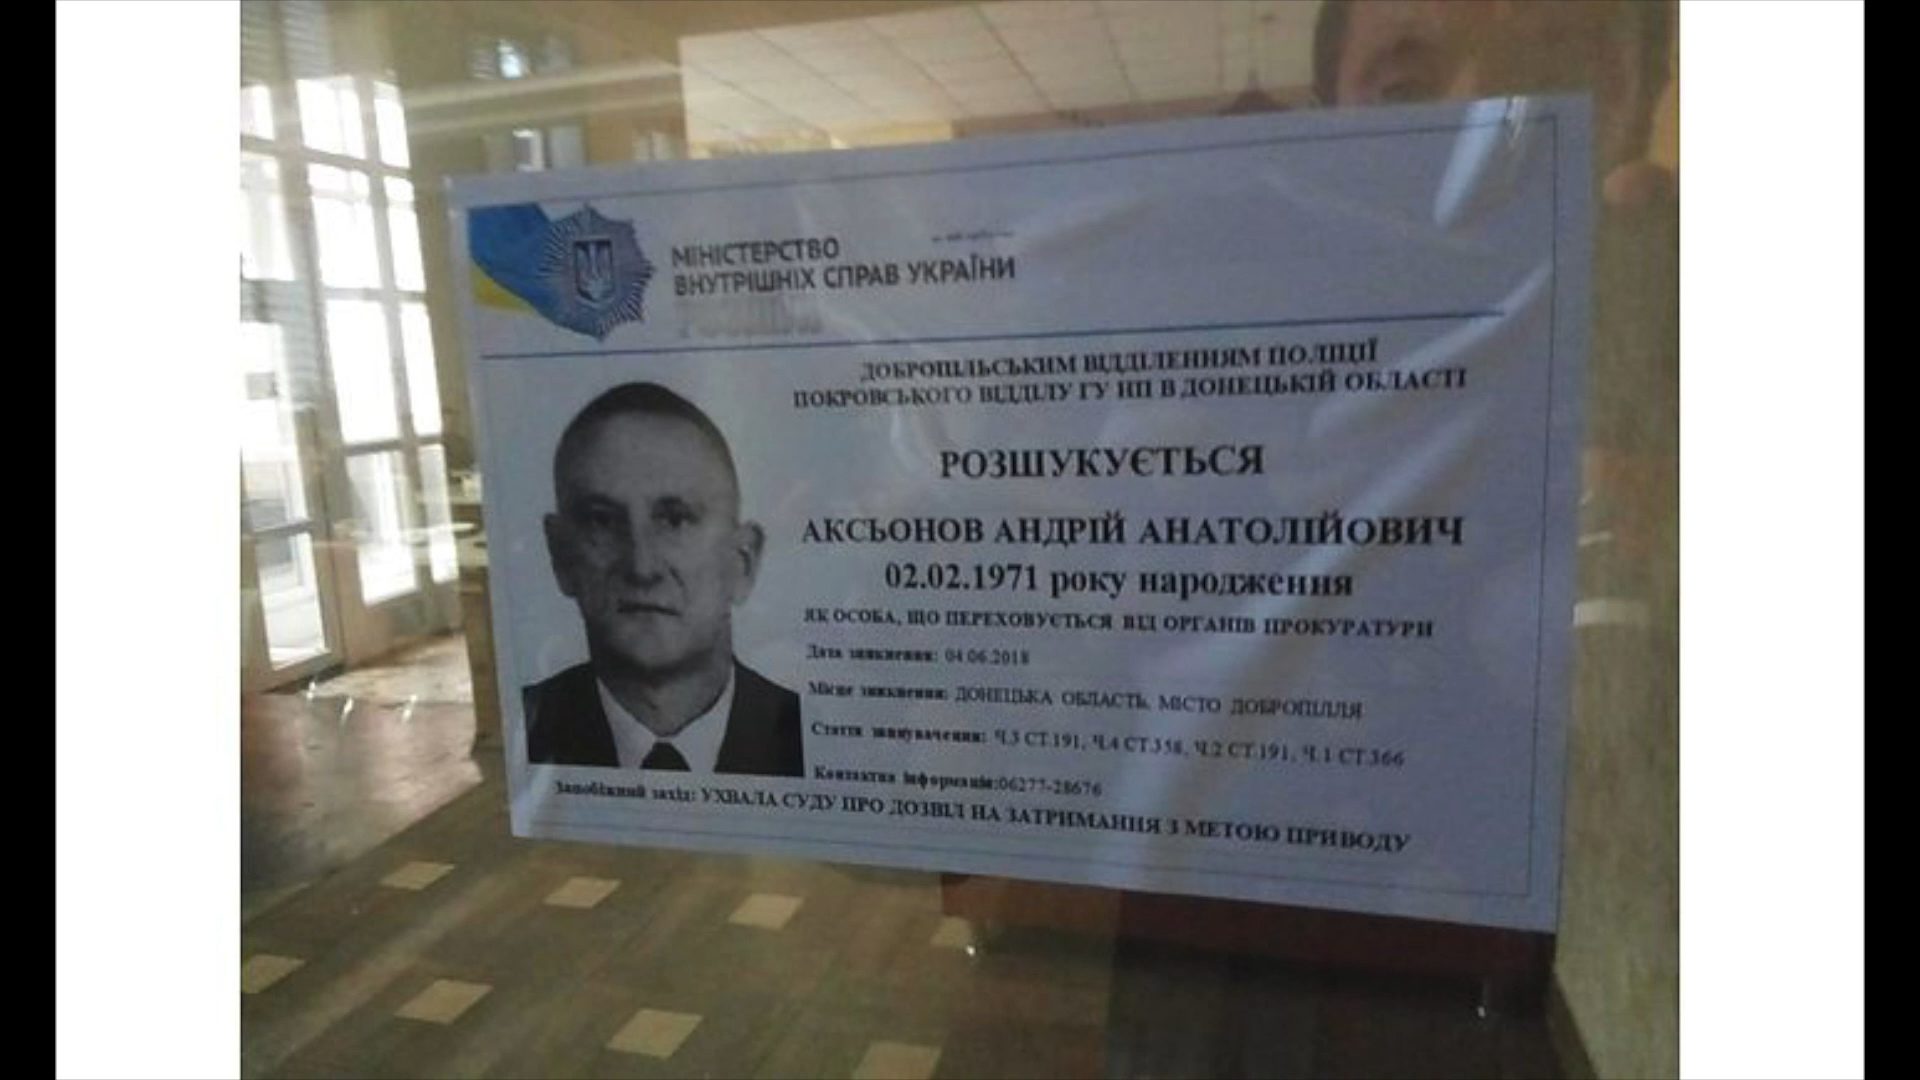 МІНІСТЕРСТВО
ВНУТРІШНІХ СПРАВ УКРАЇНИ
ДОБРОПІЛЬСЬКИМ ВІДДІЛЕННЯМ ПОЛІЦІЇ
ПОКРОВСЬКОГО ВІДДІЛУ ГУ НП В ДОНЕЦЬКІЙ ОБЛАСТІ
РОЗШУКУЄТЬСЯ
АКСЬОНОВ АНДРІЙ АНАТОЛІЙОВИЧ
02.02.1971 року народження
ЯК ОСОБА, ЩО ПЕРЕХОВУЄТЬСЯ ВІД ОРГАНІВ ПРОКУРАТУРИ
Дата зникнення: 04.06.2018
Місце зникнення: ДОНЕЦЬКА ОБЛАСТЬ, МІСТО ДОБРОПІЛЛЯ
Стаття звинувачення: Ч.3 СТ.191, Ч.4 СТ.358, Ч.2 СТ.191, Ч.1 СТ.366
Контактна інформація:06277-28676
Запобіжний захід: УХВАЛА СУДУ ПРО ДОЗВІЛ НА ЗАТРИМАННЯ З МЕТОЮ ПРИВОДУ